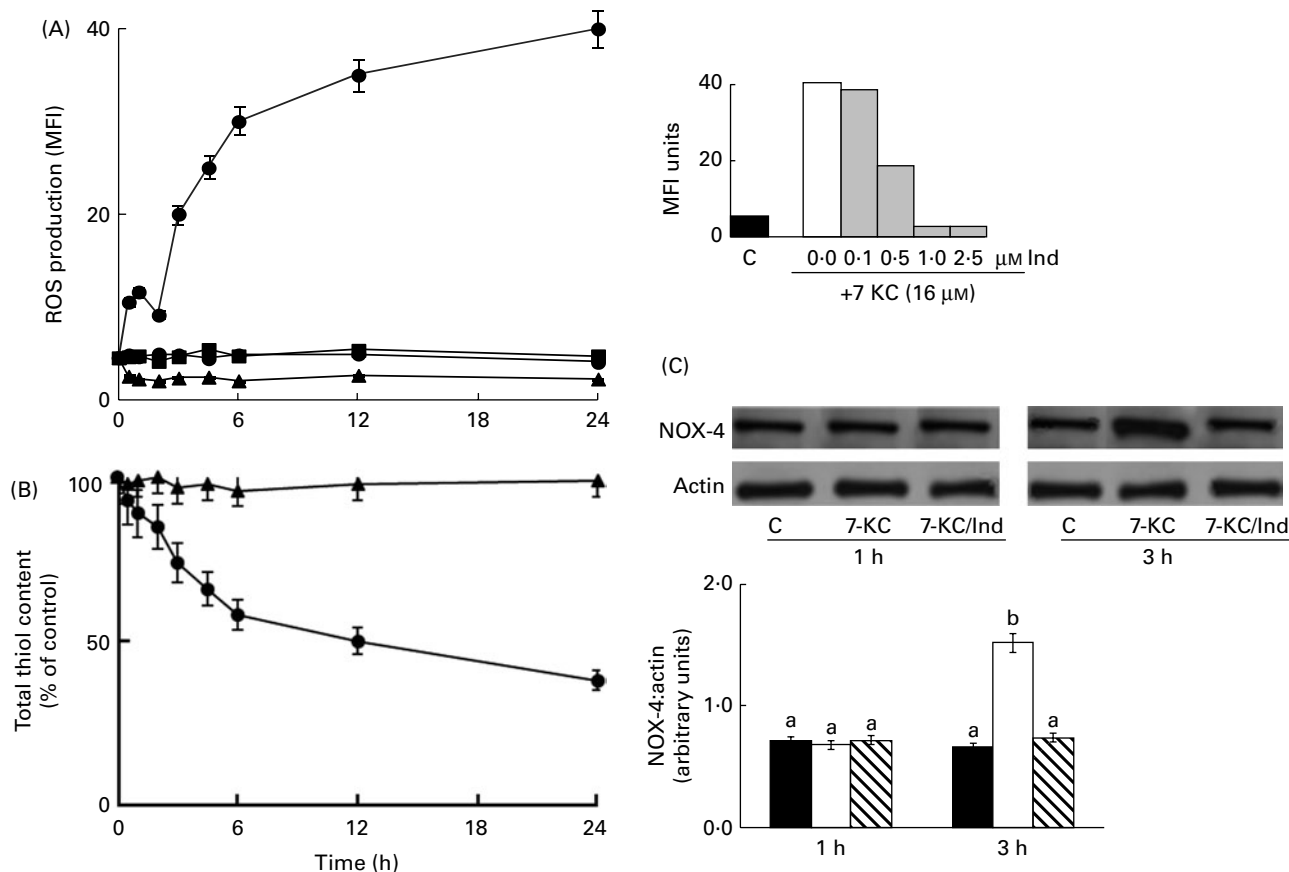 (A)
ROS production (MFI)
40
20
0
0 6 12 18 24
MFI units
40
20
0
C 0·0 0·1 0·5 1·0 2·5 μM Ind
+7 KC (16 μM)
(B)
Total thiol content
(% of control)
100
50
0
0 6 12 18 24
Time (h)
(C)
NOX-4
Actin
C 7-KC 7-KC/Ind C 7-KC 7-KC/Ind
1 h 3 h
NOX-4:actin
(arbitrary units)
2·0
1·0
0·0
a a a a b a
1 h 3 h